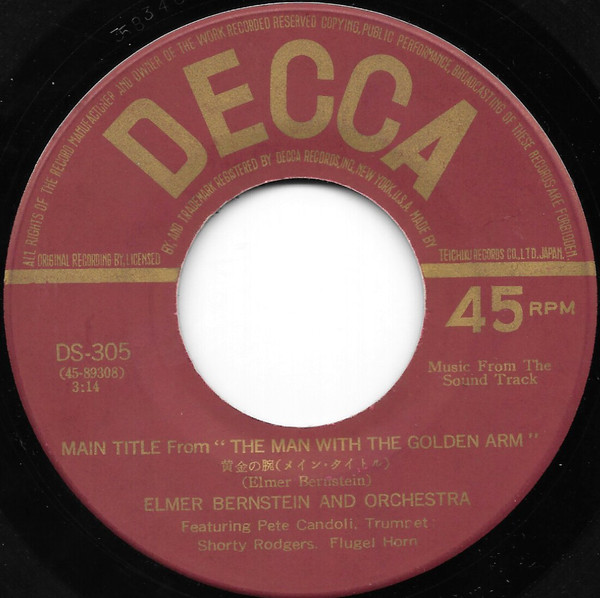 ALL RIGHTS OF THE RECORD MANUFACTURER AND OWNER OF THE WORK RECORDED RESERVED COPYING, PUBLIC PERFORMANCE, BROADCASTING OF THESE RECORDS ARE FORBIDDEN.
DECCA
ORIGINAL RECORDING BY, LICENSED BY, AND TRADEMARK REGISTERED BY DECCA RECORDS, INC, NEW YORK, U.S.A. MADE BY TEICHIKU RECORDS CO., LTD., JAPAN.
45 RPM
DS-305
(45-89308)
3:14
Music From The
Sound Track
MAIN TITLE From “THE MAN WITH THE GOLDEN ARM”
黄金の腕(メイン・タイトル)
(Elmer Bernstein)
ELMER BERNSTEIN AND ORCHESTRA
Featuring Pete Candoli, Trumpet
Shorty Rodgers. Flugel Horn